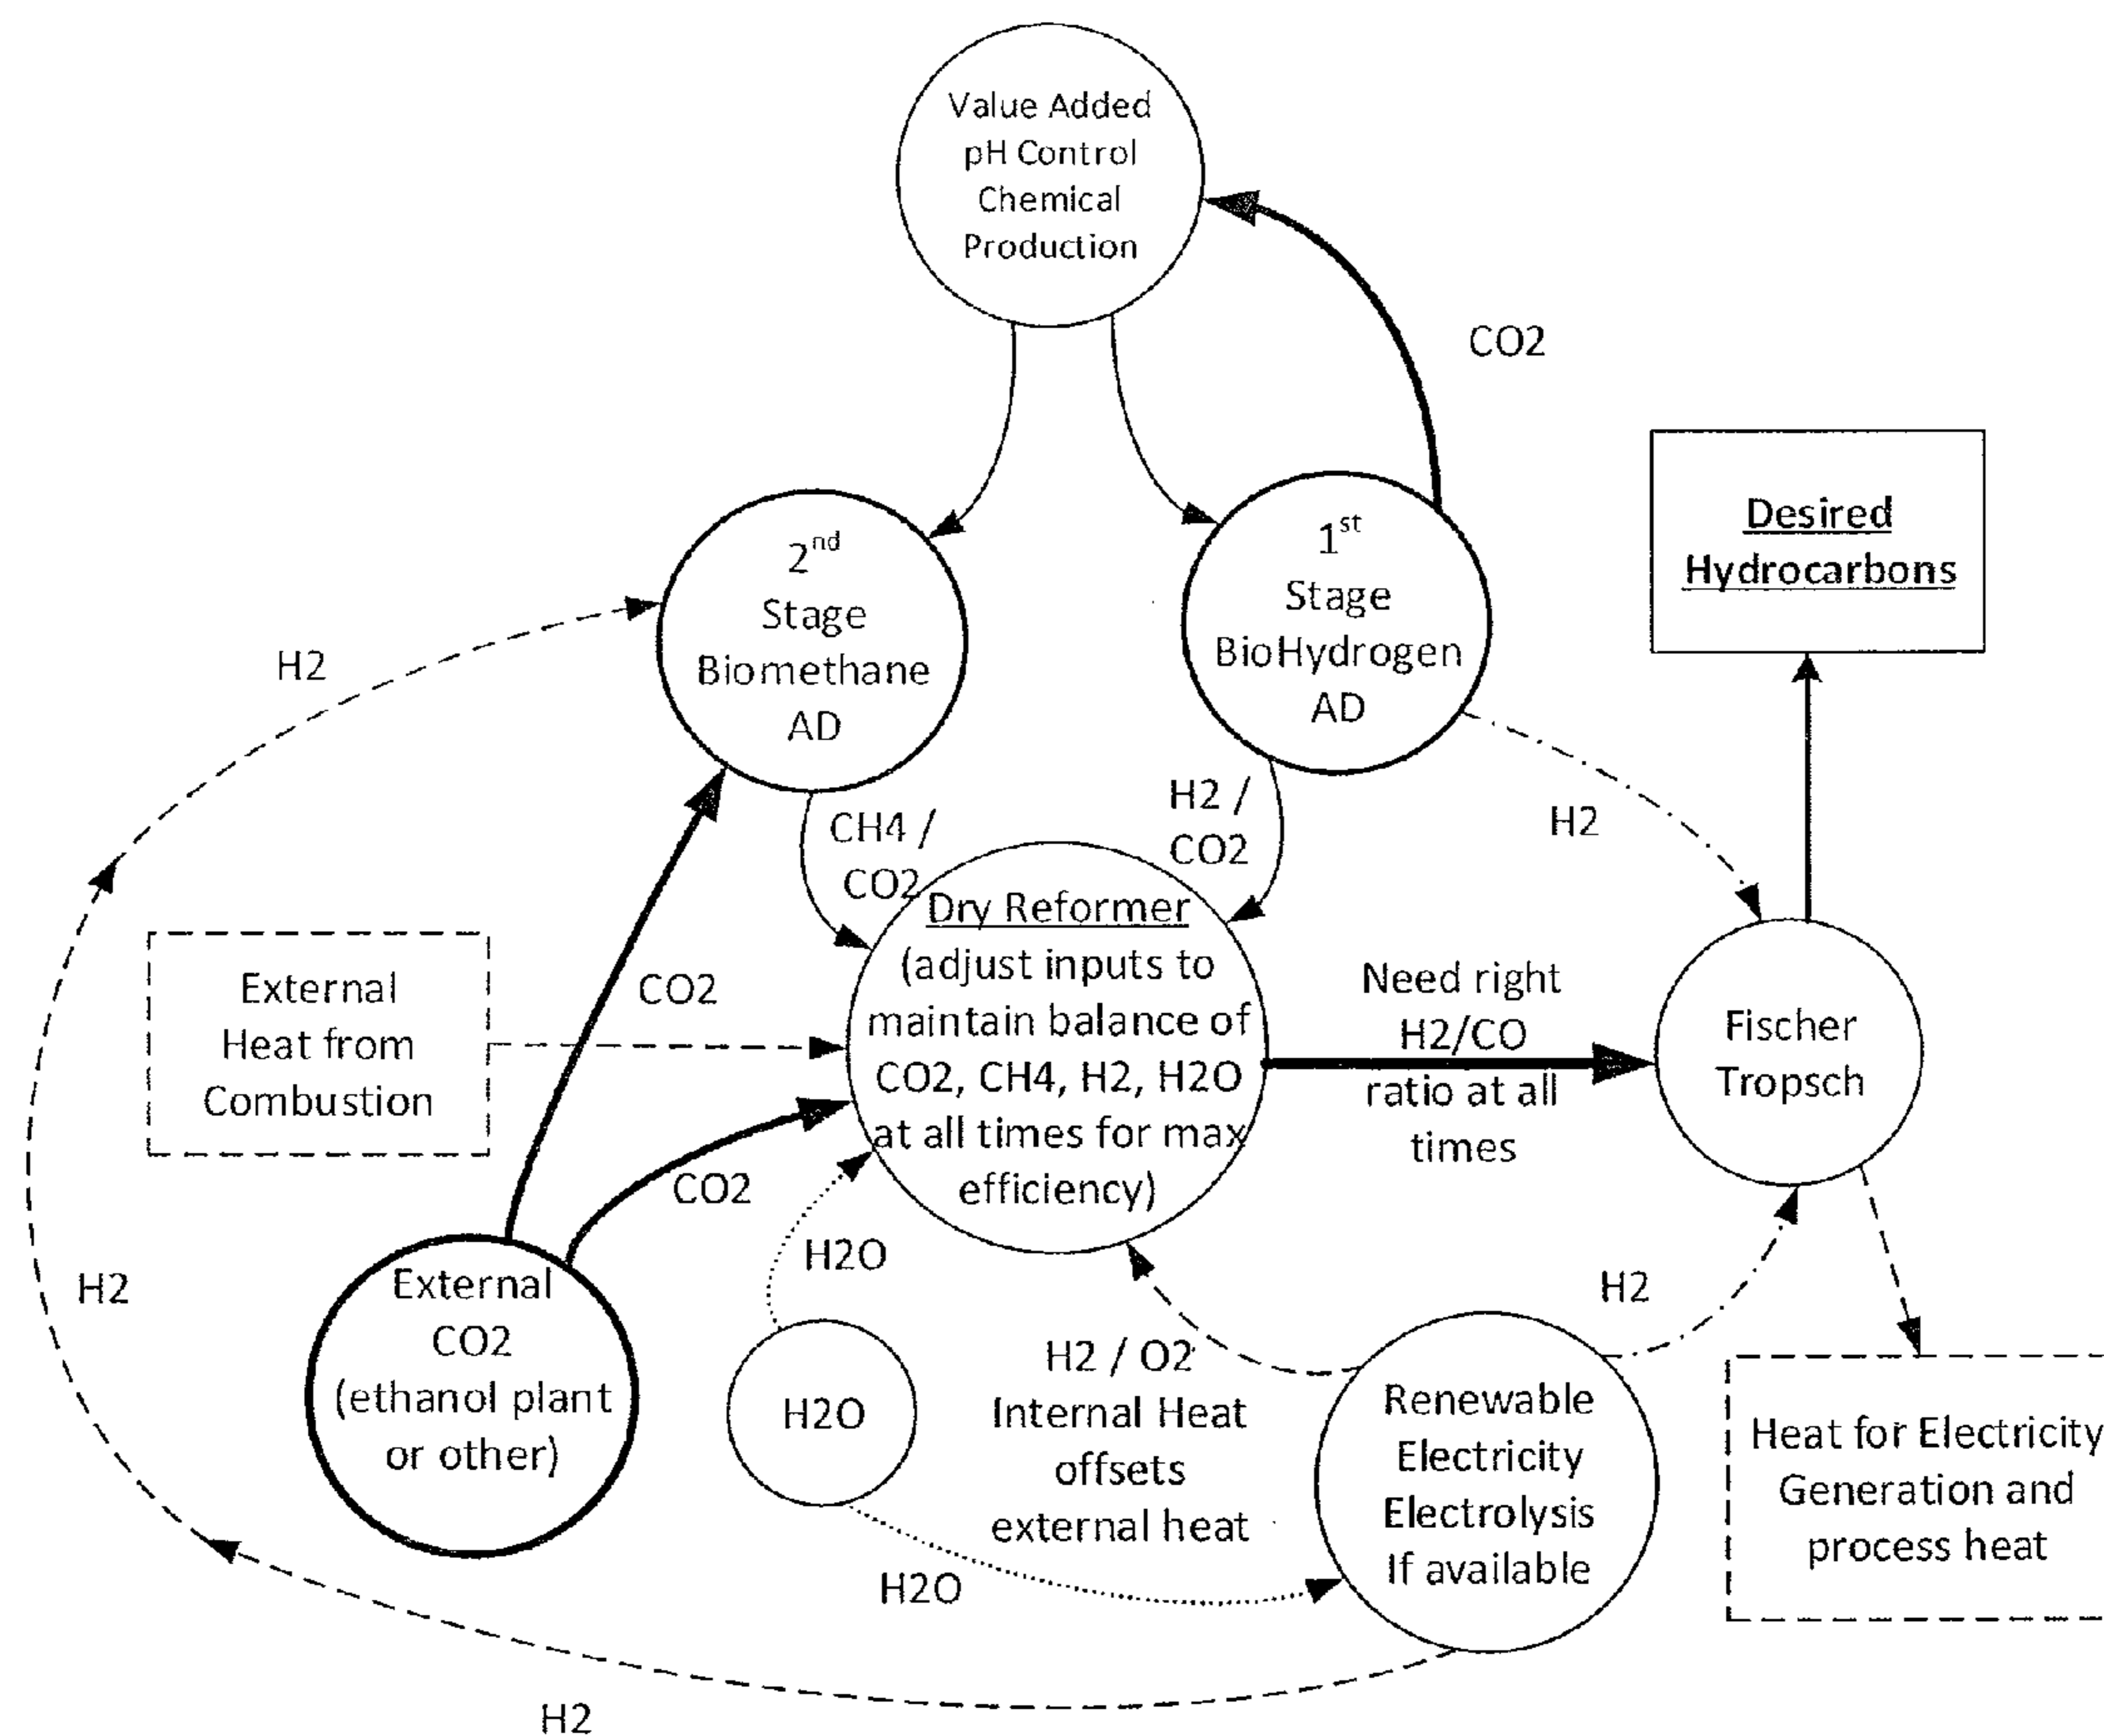 Value Added
pH Control
Chemical
Production
CO2
Desired
Hydrocarbons
2nd
Stage
Biomethane
AD
1st
Stage
BioHydrogen
AD
H2
CH4 /
CO2
H2 /
CO2
H2
External
Heat from
Combustion
CO2
Dry Reformer
(adjust inputs to
maintain balance of
CO2, CH4, H2, H2O
at all times for max
efficiency)
Need right
H2/CO
ratio at all
times
Fischer
Tropsch
CO2
H2O
H2
H2
External
CO2
(ethanol plant
or other)
H2O
H2 / O2
Internal Heat
offsets
external heat
Renewable
Electricity
Electrolysis
If available
Heat for Electricity
Generation and
process heat
H2O
H2